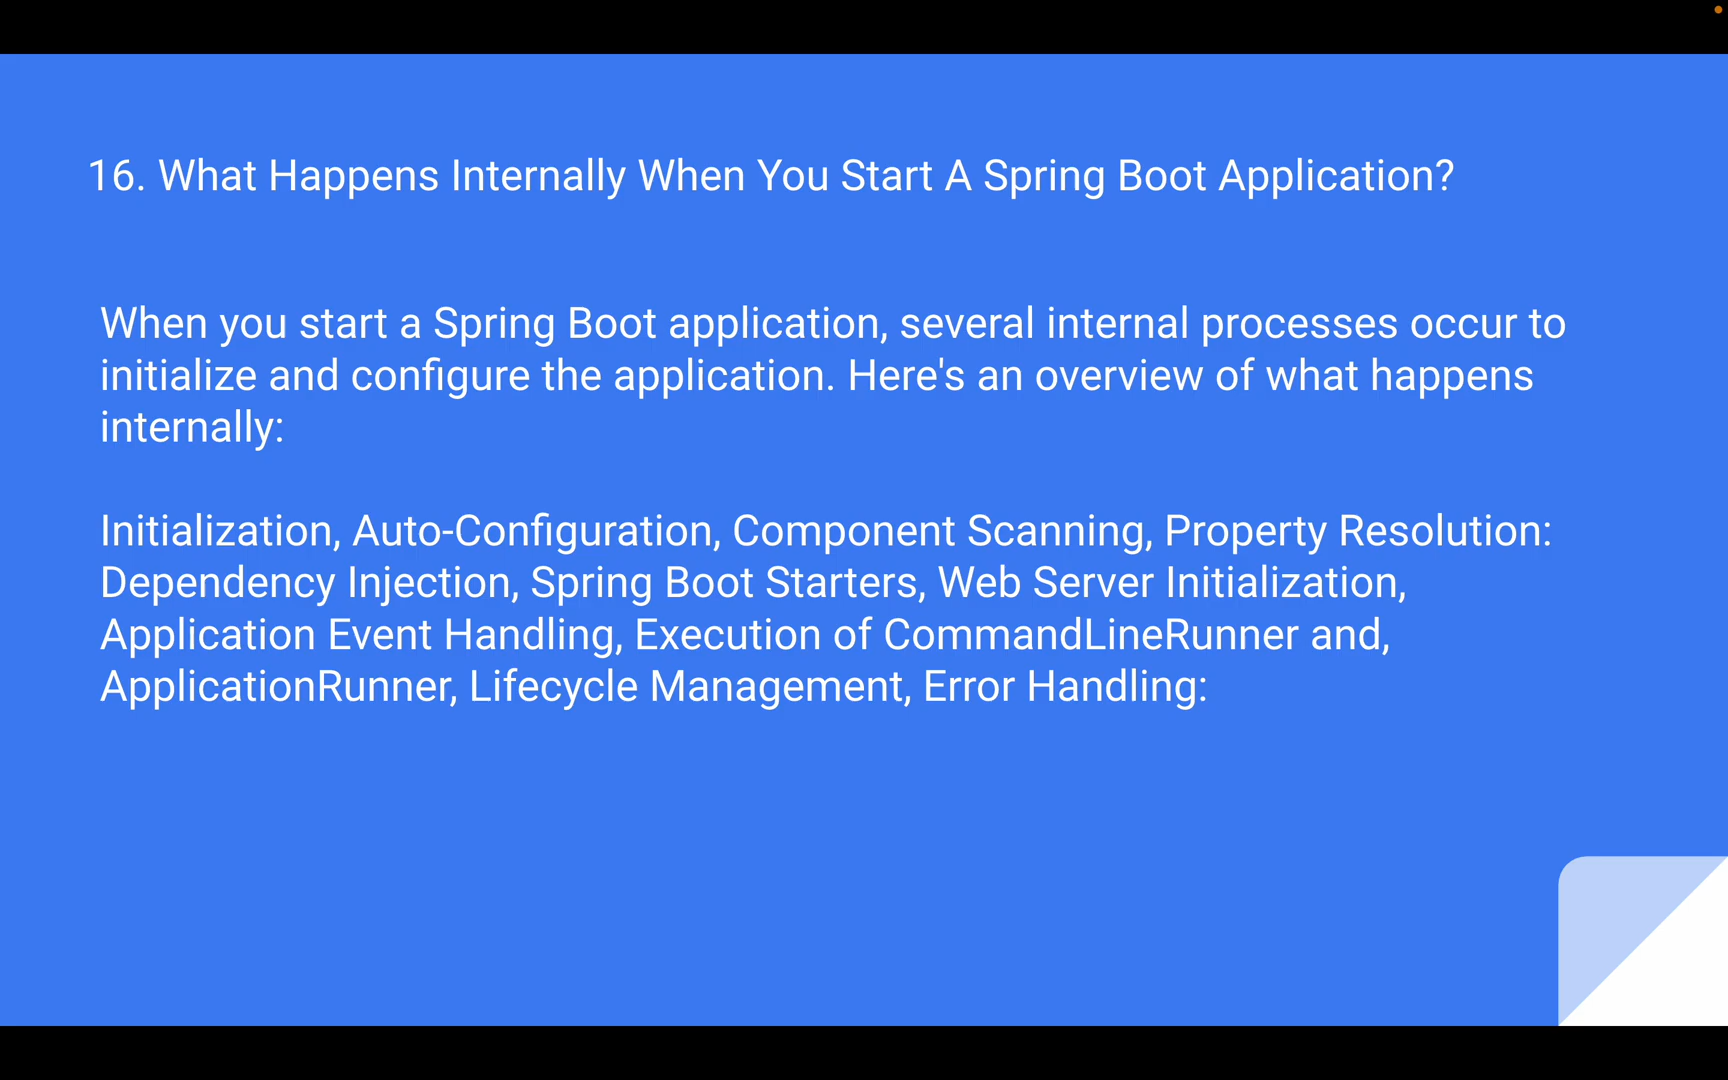 16. What Happens Internally When You Start A Spring Boot Application?
When you start a Spring Boot application, several internal processes occur to
initialize and configure the application. Here's an overview of what happens
internally:
Initialization, Auto-Configuration, Component Scanning, Property Resolution:
Dependency Injection, Spring Boot Starters, Web Server Initialization,
Application Event Handling, Execution of CommandLineRunner and,
ApplicationRunner, Lifecycle Management, Error Handling: